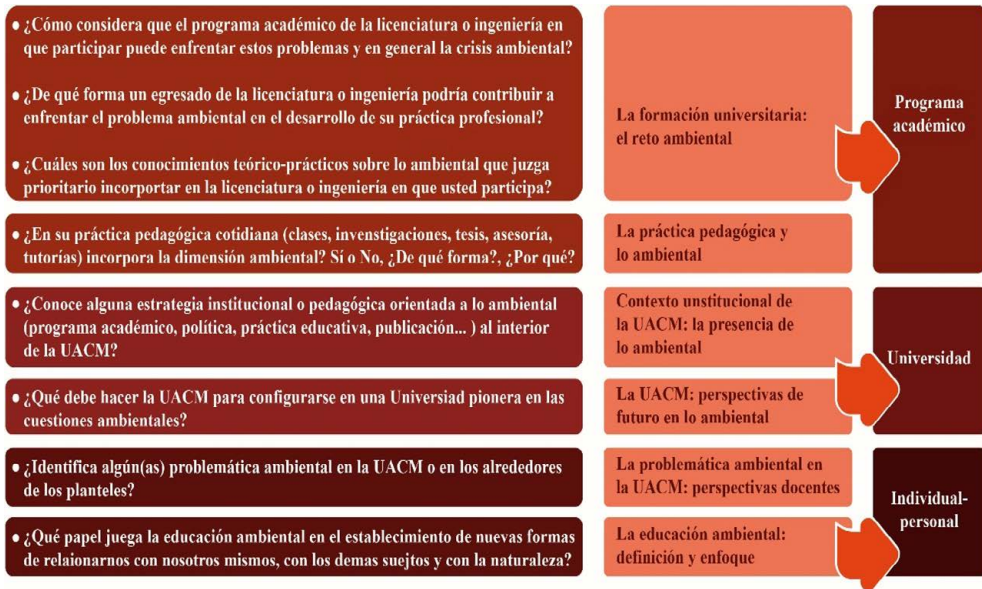 • ¿Cómo considera que el programa académico de la licenciatura o ingeniería en
que participar puede enfrentar estos problemas y en general la crisis ambiental?
• ¿De qué forma un egresado de la licenciatura o ingeniería podría contribuir a
enfrentar el problema ambiental en el desarrollo de su práctica profesional?
• ¿Cuáles son los conocimientos teórico-prácticos sobre lo ambiental que juzga
prioritario incorporar en la licenciatura o ingeniería en que usted participa?
La formación universitaria:
el reto ambiental
Programa
académico
• ¿En su práctica pedagógica cotidiana (clases, invenstigaciones, tesis, asesoría,
tutorías) incorpora la dimensión ambiental? Sí o No, ¿De qué forma?, ¿Por qué?
La práctica pedagógica y
lo ambiental
• ¿Conoce alguna estrategia institucional o pedagógica orientada a lo ambiental
(programa académico, política, práctica educativa, publicación... ) al interior
de la UACM?
Contexto unstitucional de
la UACM: la presencia de
lo ambiental
Universidad
• ¿Qué debe hacer la UACM para configurarse en una Universiad pionera en las
cuestiones ambientales?
La UACM: perspectivas de
futuro en lo ambiental
• ¿Identifica algún(as) problemática ambiental en la UACM o en los alrededores
de los planteles?
La problemática ambiental en
la UACM: perspectivas docentes
Individual-
personal
• ¿Qué papel juega la educación ambiental en el establecimiento de nuevas formas
de relaionarnos con nosotros mismos, con los demas suejtos y con la naturaleza?
La educación ambiental:
definición y enfoque